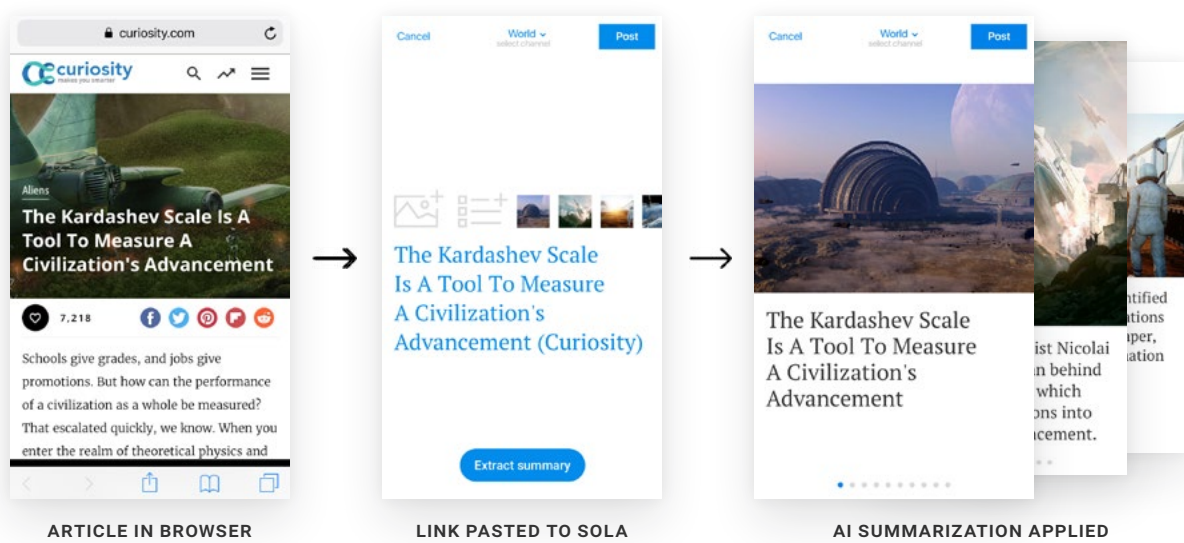 curiosity.com
curiosity
makes you smarter
Aliens
The Kardashev Scale Is A
Tool To Measure A
Civilization's Advancement
7,218
Schools give grades, and jobs give
promotions. But how can the performance
of a civilization as a whole be measured?
That escalated quickly, we know. When you
enter the realm of theoretical physics and
ARTICLE IN BROWSER
Cancel
World
select channel
Post
The Kardashev Scale
Is A Tool To Measure
A Civilization's
Advancement (Curiosity)
Extract summary
LINK PASTED TO SOLA
Cancel
World
select channel
Post
The Kardashev Scale
Is A Tool To Measure
A Civilization's
Advancement
ist Nicolai
n behind
which
ons into
cement.
ntified
ations
aper,
nation
AI SUMMARIZATION APPLIED